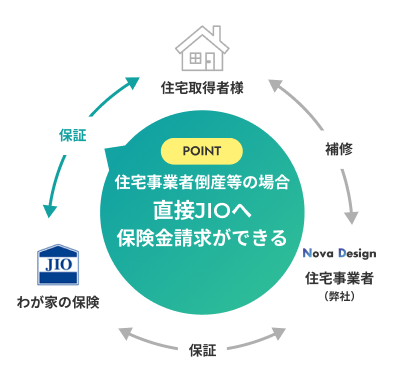 住宅取得者様
保証
補修
POINT
住宅事業者倒産等の場合
直接JIOへ
保険金請求ができる
JIO
わが家の保険
Nova Design
住宅事業者
(弊社)
保証